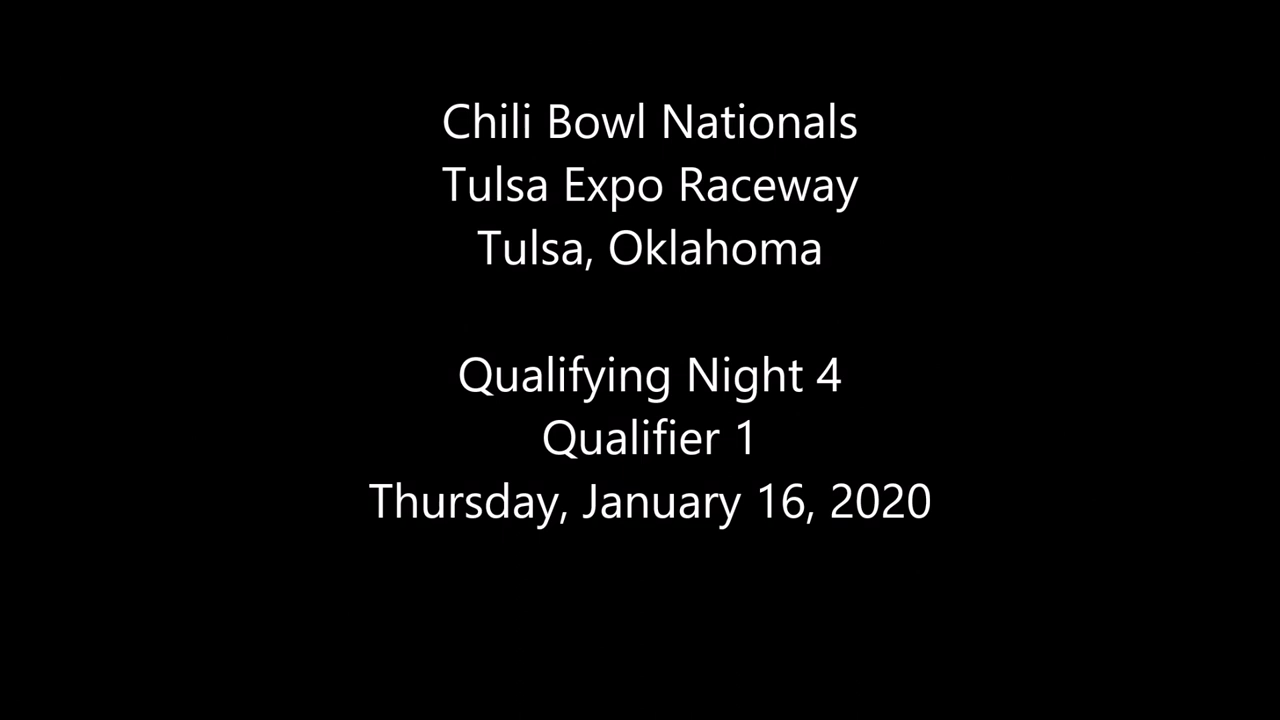 Chili Bowl Nationals
Tulsa Expo Raceway
Tulsa, Oklahoma
Qualifying Night 4
Qualifier 1
Thursday, January 16, 2020